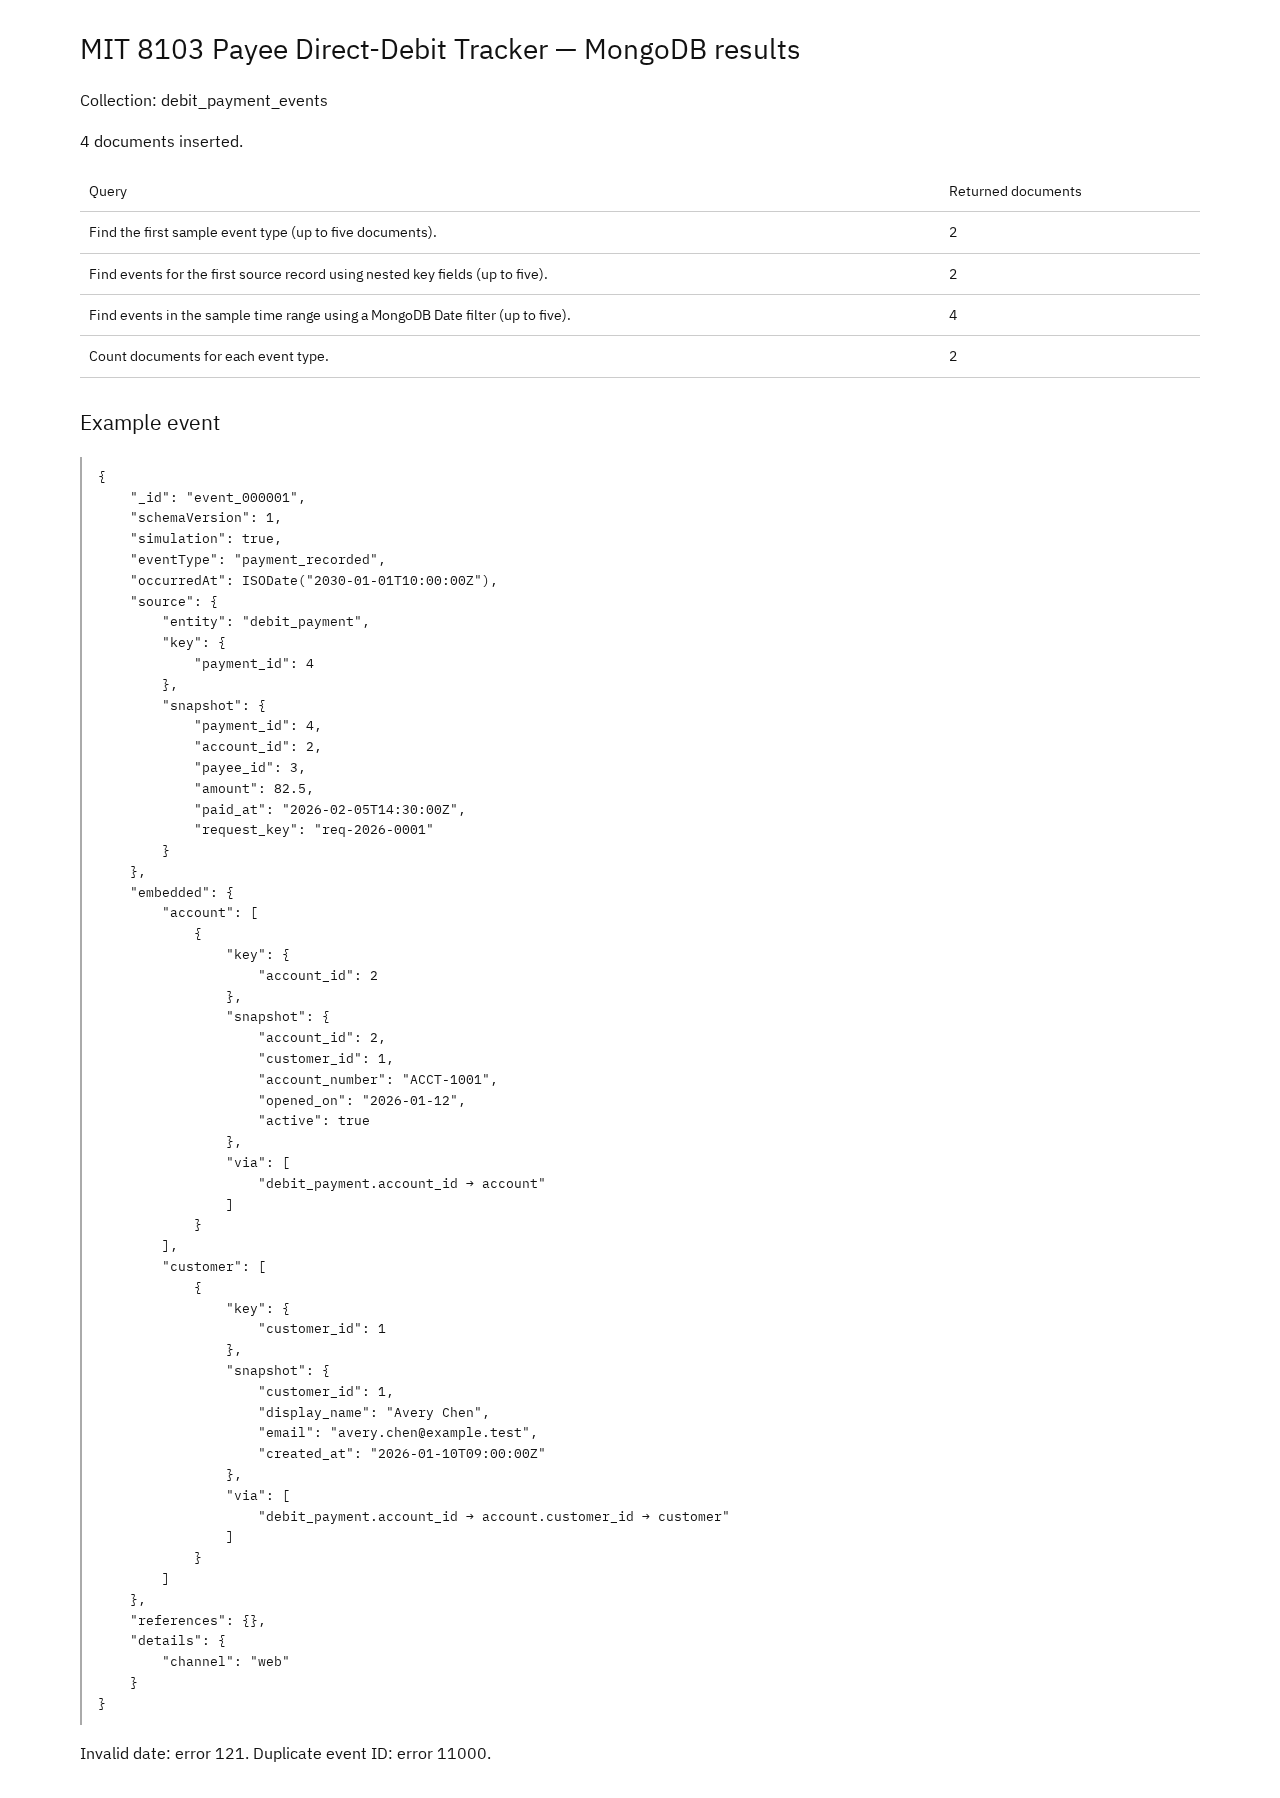 MIT 8103 Payee Direct-Debit Tracker — MongoDB results
Collection: debit_payment_events
4 documents inserted.
Query Returned documents
Find the first sample event type (up to five documents). 2
Find events for the first source record using nested key fields (up to five). 2
Find events in the sample time range using a MongoDB Date filter (up to five). 4
Count documents for each event type. 2
Example event
{
    "_id": "event_000001",
    "schemaVersion": 1,
    "simulation": true,
    "eventType": "payment_recorded",
    "occurredAt": ISODate("2030-01-01T10:00:00Z"),
    "source": {
        "entity": "debit_payment",
        "key": {
            "payment_id": 4
        },
        "snapshot": {
            "payment_id": 4,
            "account_id": 2,
            "payee_id": 3,
            "amount": 82.5,
            "paid_at": "2026-02-05T14:30:00Z",
            "request_key": "req-2026-0001"
        }
    },
    "embedded": {
        "account": [
            {
                "key": {
                    "account_id": 2
                },
                "snapshot": {
                    "account_id": 2,
                    "customer_id": 1,
                    "account_number": "ACCT-1001",
                    "opened_on": "2026-01-12",
                    "active": true
                },
                "via": [
                    "debit_payment.account_id → account"
                ]
            }
        ],
        "customer": [
            {
                "key": {
                    "customer_id": 1
                },
                "snapshot": {
                    "customer_id": 1,
                    "display_name": "Avery Chen",
                    "email": "avery.chen@example.test",
                    "created_at": "2026-01-10T09:00:00Z"
                },
                "via": [
                    "debit_payment.account_id → account.customer_id → customer"
                ]
            }
        ]
    },
    "references": {},
    "details": {
        "channel": "web"
    }
}
Invalid date: error 121. Duplicate event ID: error 11000.